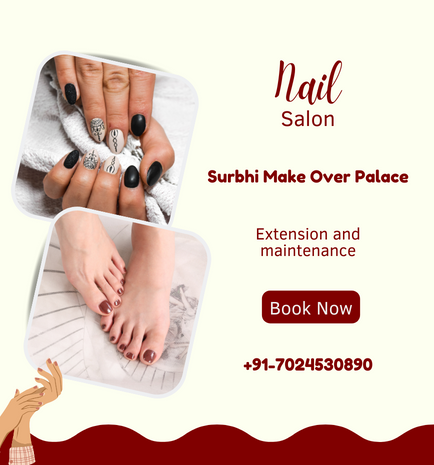 Nail
Salon
Surbhi Make Over Palace
Extension and
maintenance
Book Now
+91-7024530890